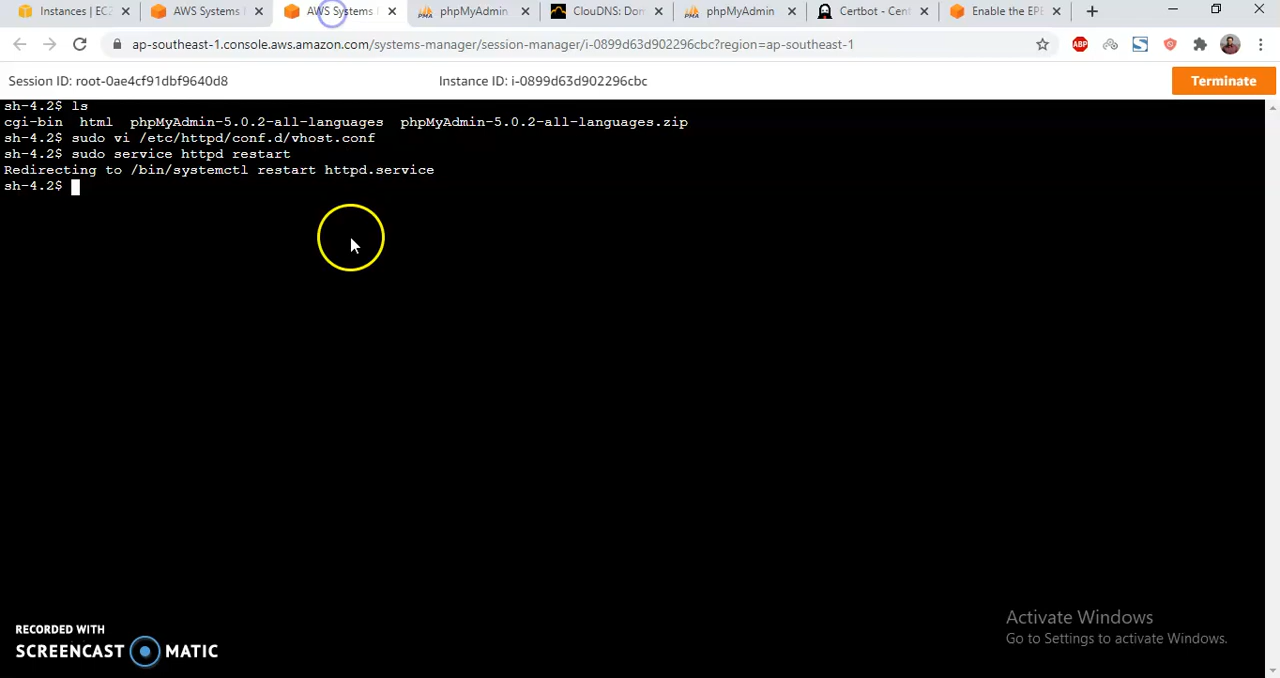 Instances | EC2
AWS Systems
AWS Systems
phpMyAdmin
ClouDNS: Dom
phpMyAdmin
Certbot - Cent
Enable the EPE
ap-southeast-1.console.aws.amazon.com/systems-manager/session-manager/i-0899d63d902296cbc?region=ap-southeast-1
ABP
Session ID: root-0ae4cf91dbf9640d8
Instance ID: i-0899d63d902296cbc
Terminate
sh-4.2$ ls
cgi-bin html phpMyAdmin-5.0.2-all-languages phpMyAdmin-5.0.2-all-languages.zip
sh-4.2$ sudo vi /etc/httpd/conf.d/vhost.conf
sh-4.2$ sudo service httpd restart
Redirecting to /bin/systemctl restart httpd.service
sh-4.2$
Activate Windows
Go to Settings to activate Windows.
RECORDED WITH
SCREENCAST MATIC